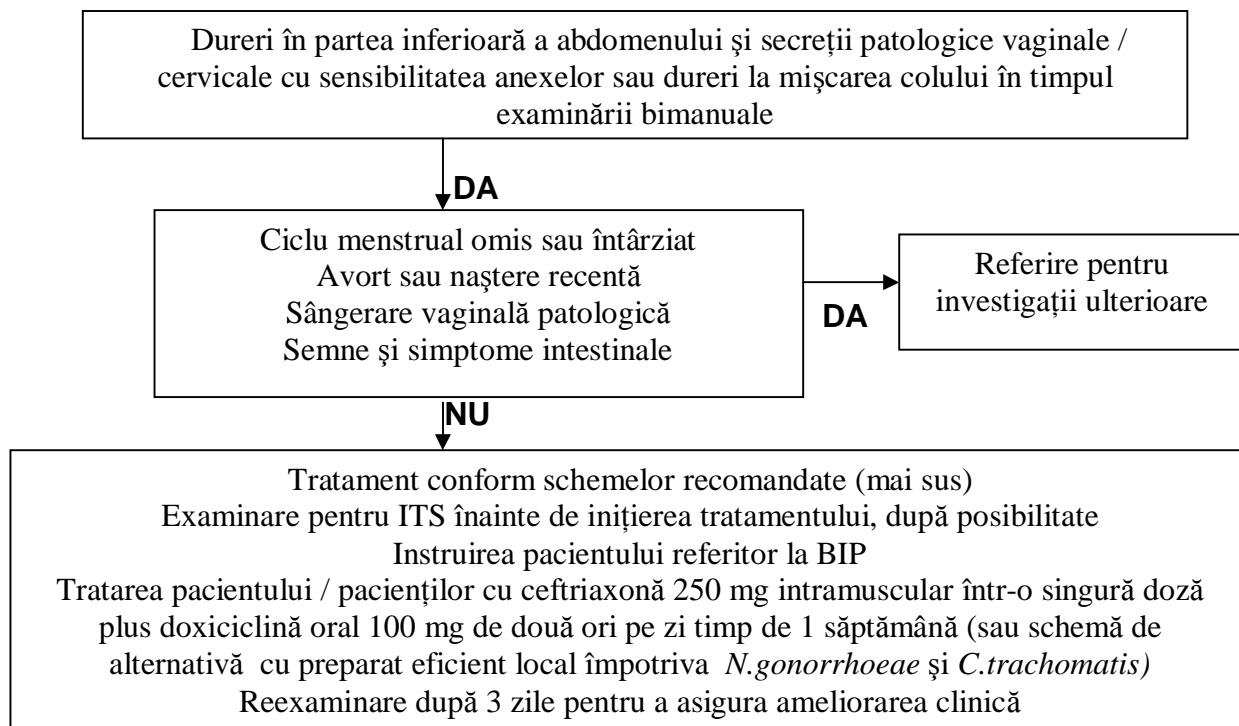 Dureri în partea inferioară a abdomenului şi secreții patologice vaginale /
cervicale cu sensibilitatea anexelor sau dureri la mişcarea colului în timpul
examinării bimanuale
DA
Ciclu menstrual omis sau întârziat
Avort sau naştere recentă
Sângerare vaginală patologică
Semne şi simptome intestinale
DA
Referire pentru
investigații ulterioare
NU
Tratament conform schemelor recomandate (mai sus)
Examinare pentru ITS înainte de inițierea tratamentului, după posibilitate
Instruirea pacientului referitor la BIP
Tratarea pacientului / pacienților cu ceftriaxonă 250 mg intramuscular într-o singură doză
plus doxiciclină oral 100 mg de două ori pe zi timp de 1 săptămână (sau schemă de
alternativă cu preparat eficient local împotriva N.gonorrhoeae şi C.trachomatis)
Reexaminare după 3 zile pentru a asigura ameliorarea clinică